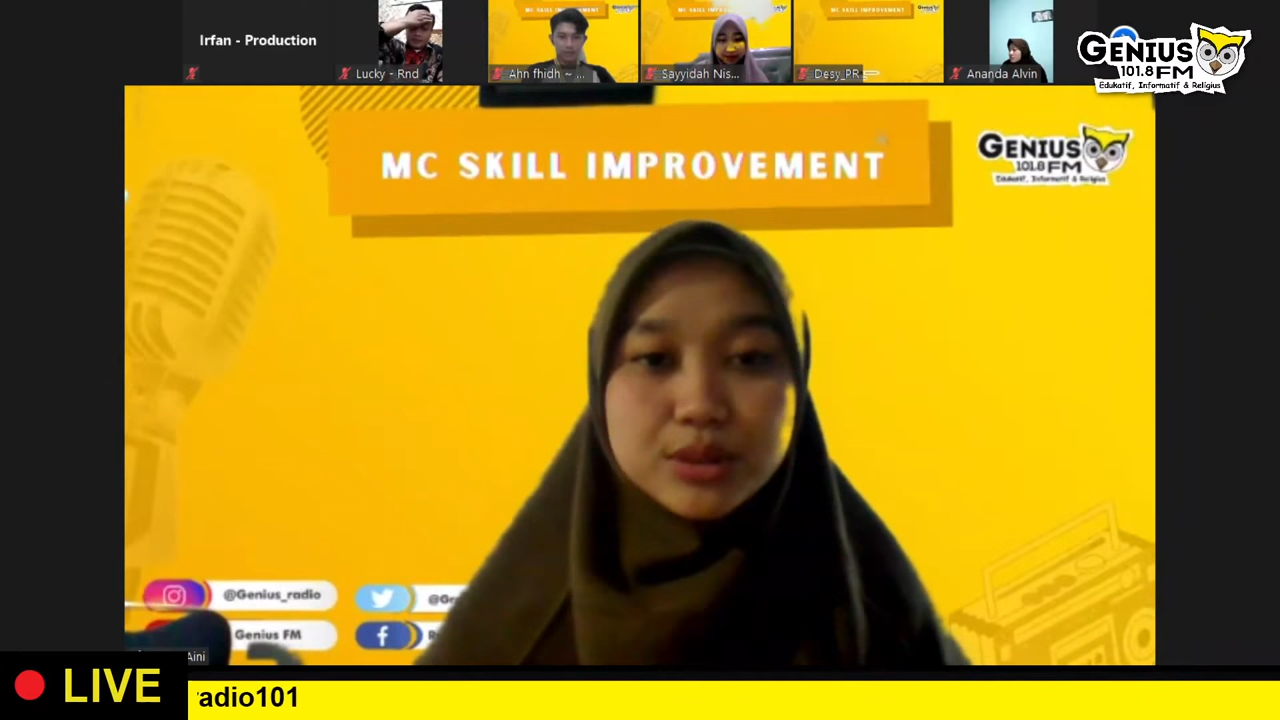 Irfan - Production
Lucky - Rnd
Ahn fhidh ~ ...
Sayyidah Nis...
Desy_PR
Ananda Alvin
GENIUS
101.8 FM
Edukatif, Informatif & Religius
MC SKILL IMPROVEMENT
GENIUS
101.8 FM
Edukatif, Informatif & Religius
@Genius_radio
Genius FM
Aini
LIVE
adio101